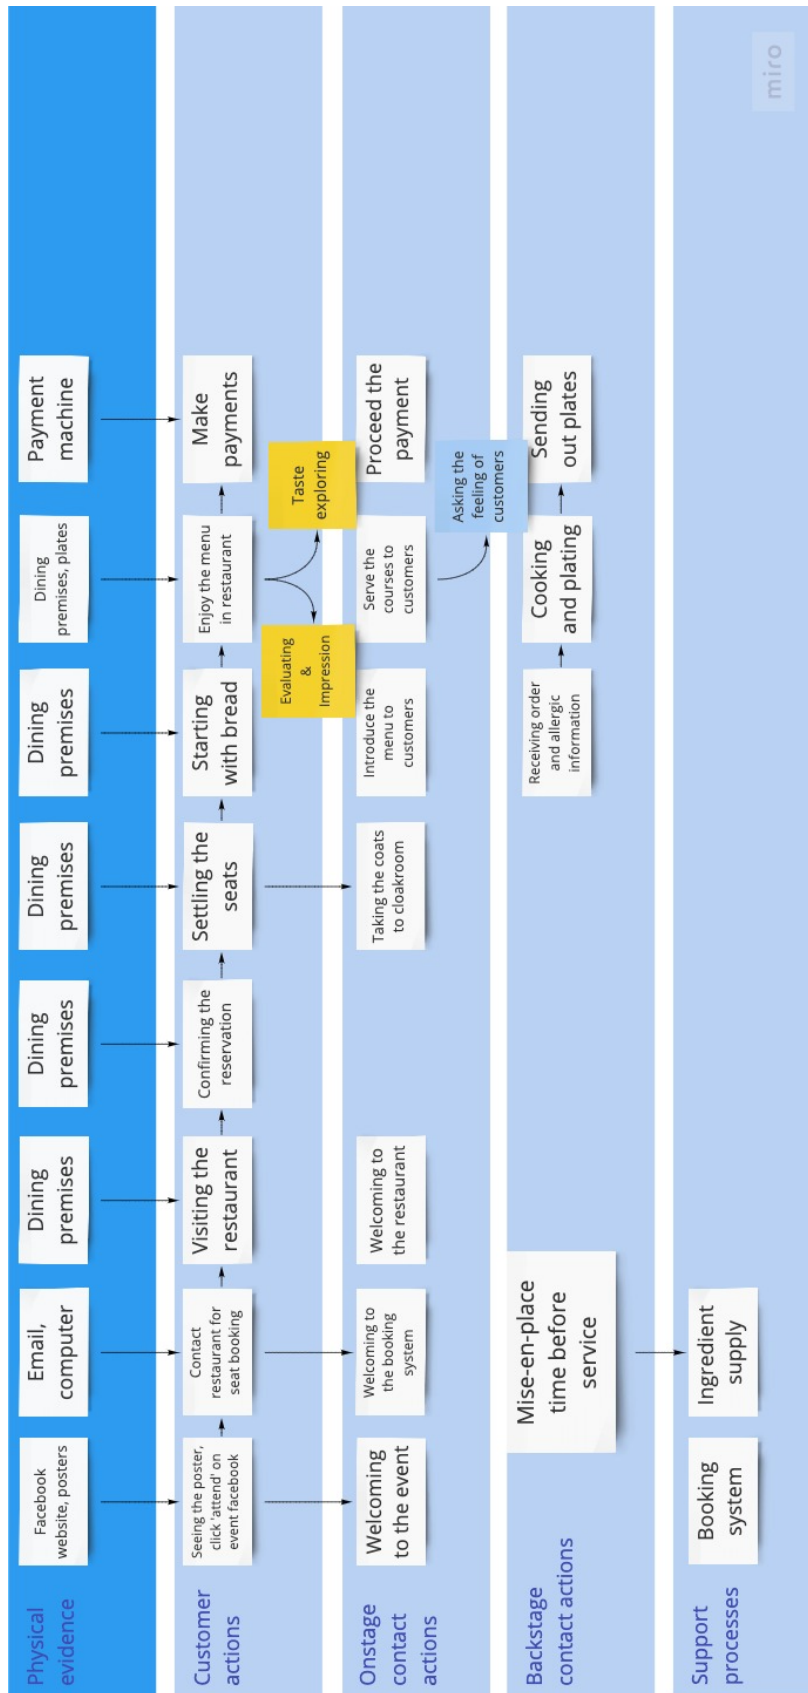 Physical
evidence
Facebook
website, posters
Email,
computer
Dining
premises
Dining
premises
Dining
premises
Dining
premises
Dining
premises, plates
Payment
machine
Customer
actions
Seeing the poster,
click 'attend' on
event facebook
Contact
restaurant for
seat booking
Visiting the
restaurant
Confirming the
reservation
Settling the
seats
Starting
with bread
Enjoy the menu
in restaurant
Make
payments
Evaluating
&
Impression
Taste
exploring
Onstage
contact
actions
Welcoming
to the event
Welcoming to
the booking
system
Welcoming to
the restaurant
Taking the coats
to cloakroom
Introduce the
menu to
customers
Serve the
courses to
customers
Proceed the
payment
Asking the
feeling of
customers
Backstage
contact actions
Mise-en-place
time before
service
Receiving order
and allergic
information
Cooking
and plating
Sending
out plates
Support
processes
Booking
system
Ingredient
supply
miro